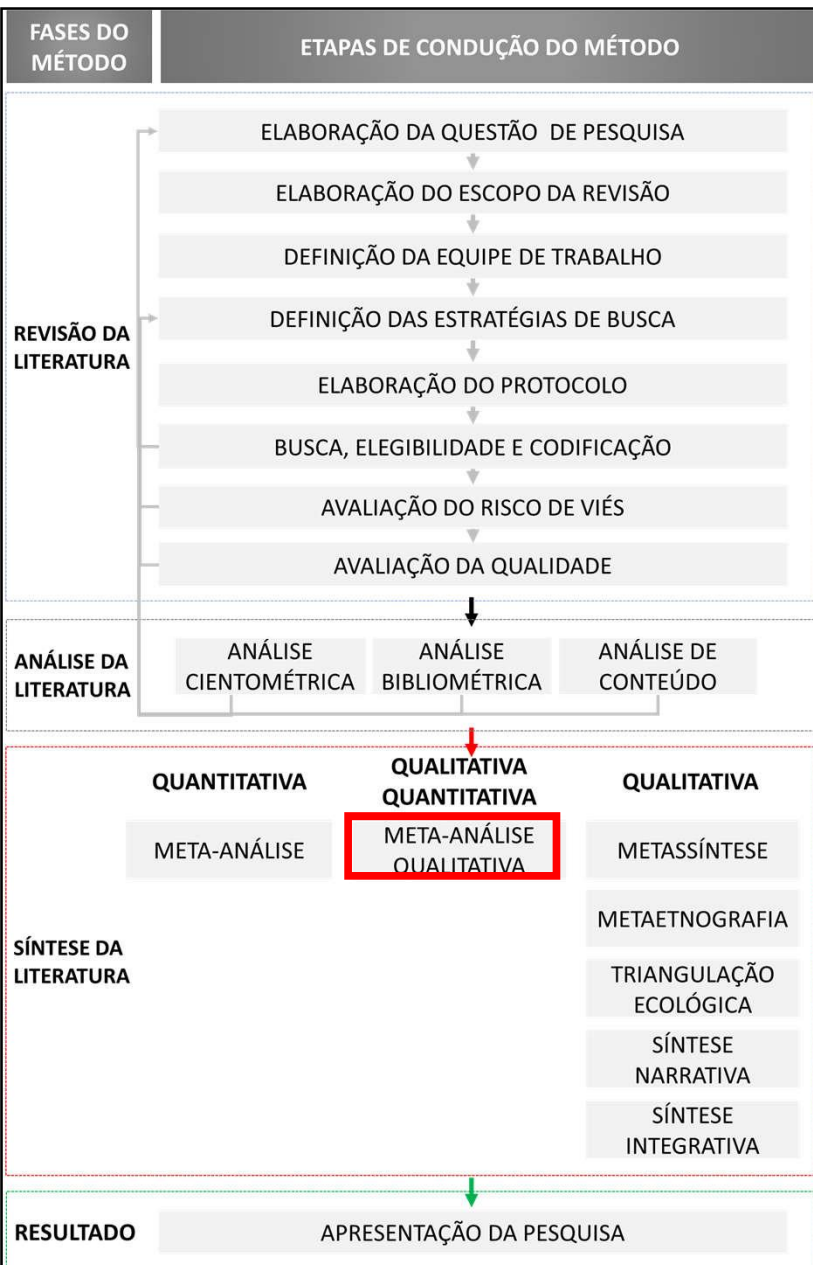 FASES DO
MÉTODO
ETAPAS DE CONDUÇÃO DO MÉTODO
REVISÃO DA
LITERATURA
ELABORAÇÃO DA QUESTÃO DE PESQUISA
ELABORAÇÃO DO ESCOPO DA REVISÃO
DEFINIÇÃO DA EQUIPE DE TRABALHO
DEFINIÇÃO DAS ESTRATÉGIAS DE BUSCA
ELABORAÇÃO DO PROTOCOLO
BUSCA, ELEGIBILIDADE E CODIFICAÇÃO
AVALIAÇÃO DO RISCO DE VIÉS
AVALIAÇÃO DA QUALIDADE
ANÁLISE DA
LITERATURA
ANÁLISE
CIENTOMÉTRICA
ANÁLISE
BIBLIOMÉTRICA
ANÁLISE DE
CONTEÚDO
SÍNTESE DA
LITERATURA
QUANTITATIVA
META-ANÁLISE
QUALITATIVA
QUANTITATIVA
META-ANÁLISE
QUALITATIVA
QUALITATIVA
METASSÍNTESE
METAETNOGRAFIA
TRIANGULAÇÃO
ECOLÓGICA
SÍNTESE
NARRATIVA
SÍNTESE
INTEGRATIVA
RESULTADO
APRESENTAÇÃO DA PESQUISA